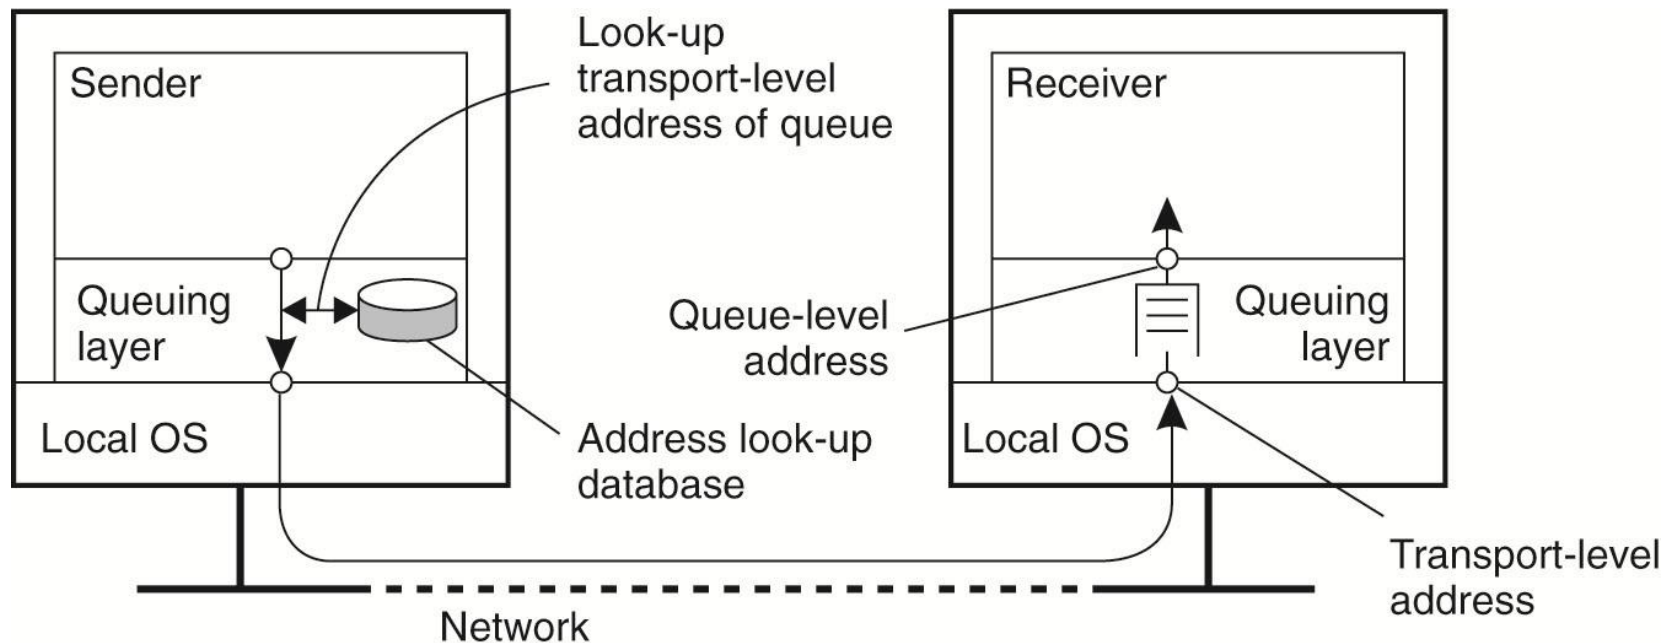 Sender
Look-up
transport-level
address of queue
Receiver
Queuing
layer
Queue-level
address
Queuing
layer
Local OS
Address look-up
database
Local OS
Transport-level
address
Network